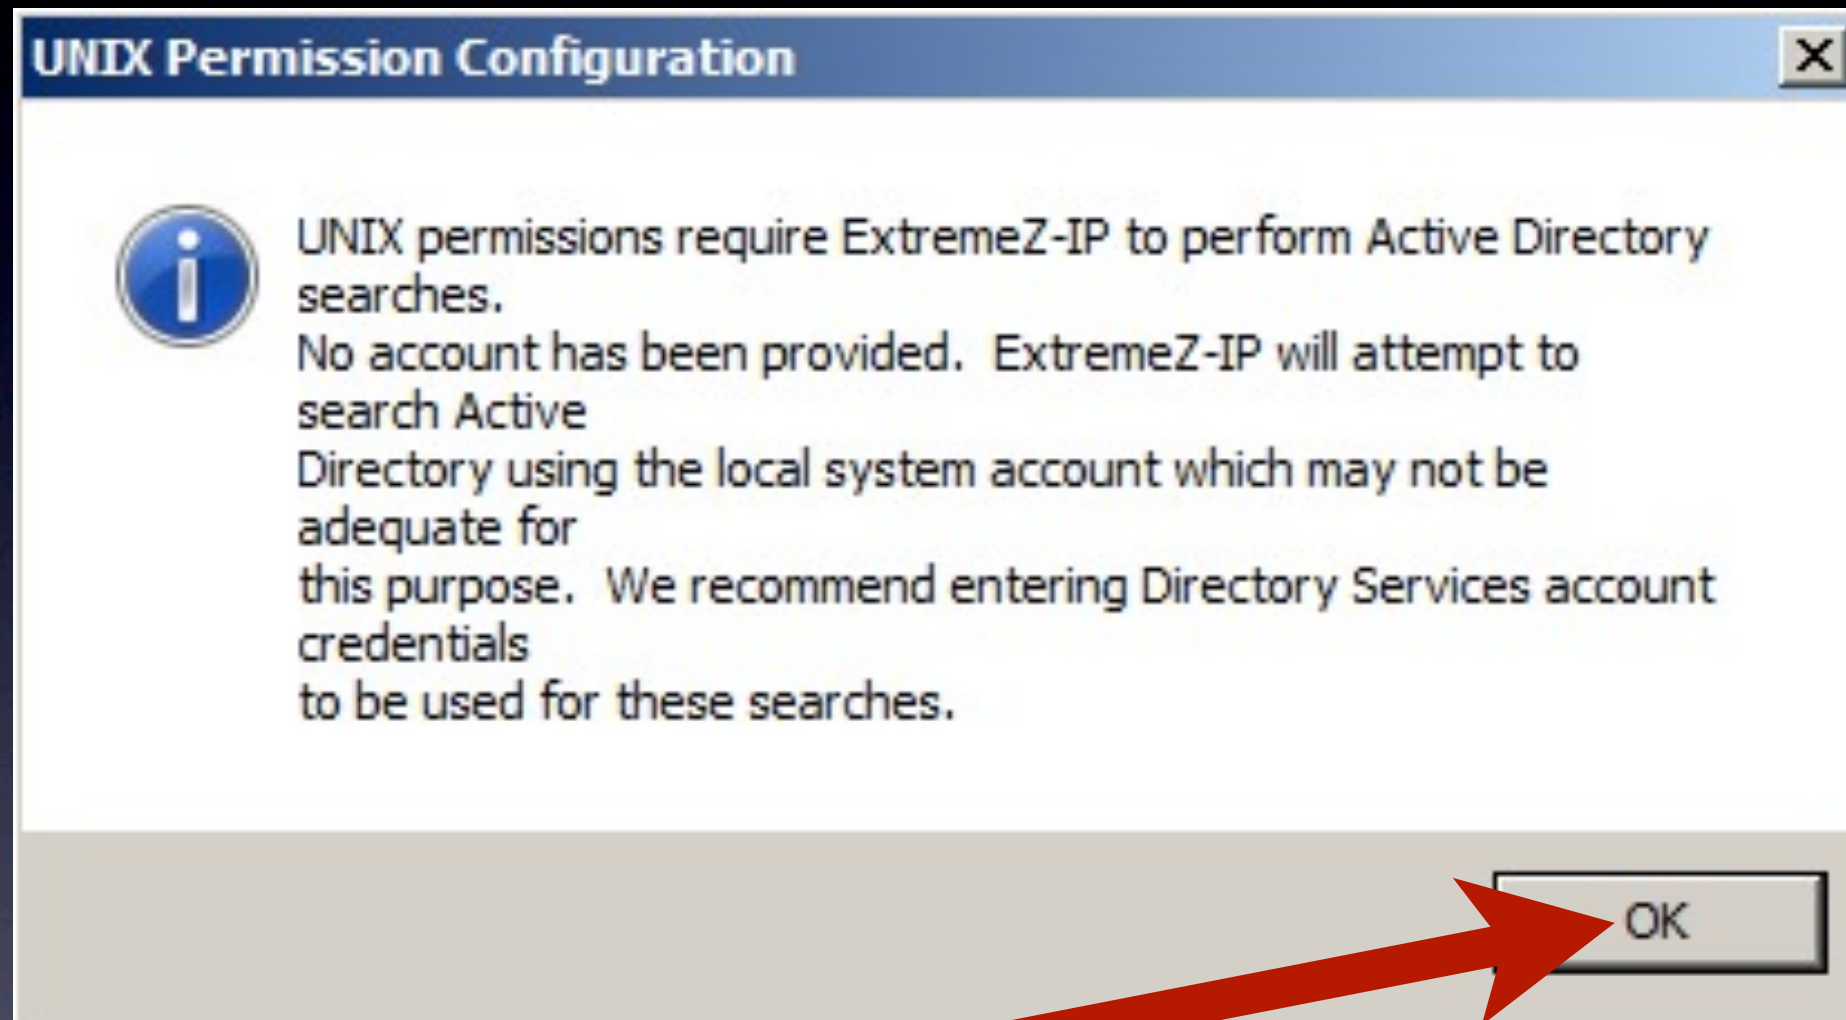 UNIX Permission Configuration
UNIX permissions require ExtremeZ-IP to perform Active Directory
searches.
No account has been provided.  ExtremeZ-IP will attempt to
search Active
Directory using the local system account which may not be
adequate for
this purpose.  We recommend entering Directory Services account
credentials
to be used for these searches.
OK